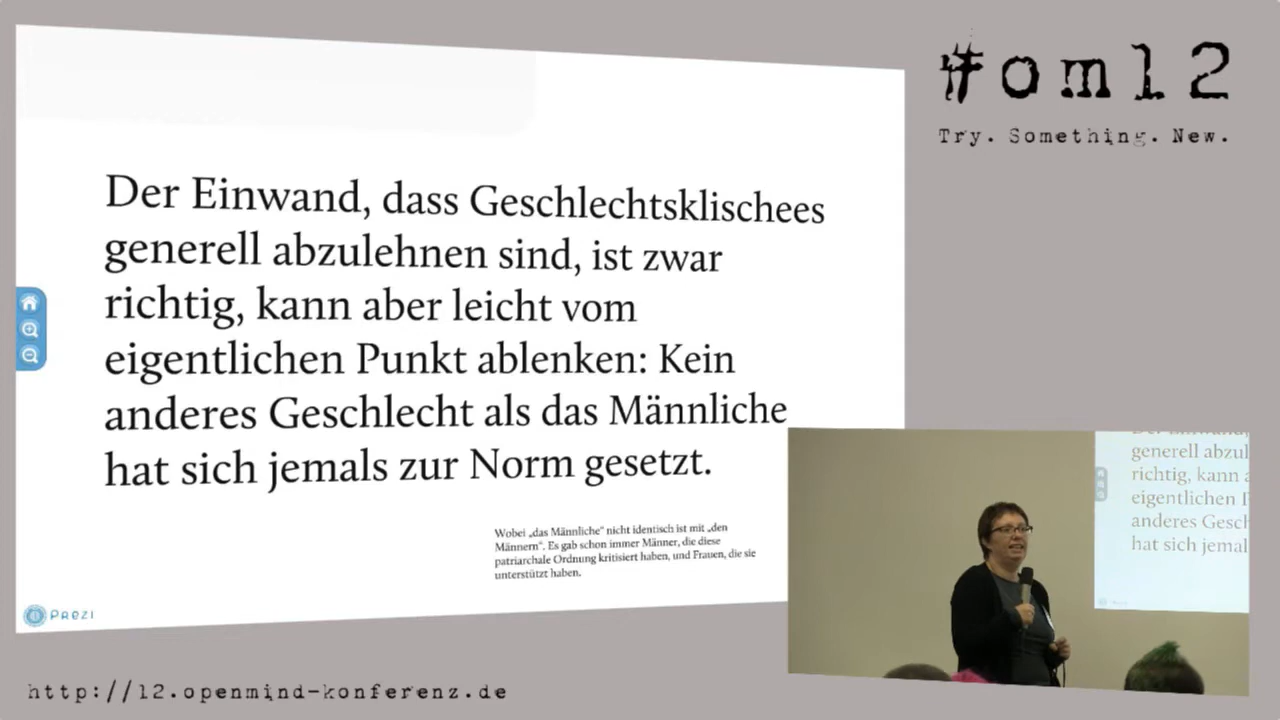 #om12
Try. Something. New.
Der Einwand, dass Geschlechtsklischees
generell abzulehnen sind, ist zwar
richtig, kann aber leicht vom
eigentlichen Punkt ablenken: Kein
anderes Geschlecht als das Männliche
hat sich jemals zur Norm gesetzt.
Wobei „das Männliche“ nicht identisch ist mit „den
Männern“. Es gab schon immer Männer, die diese
patriarchale Ordnung kritisiert haben, und Frauen, die sie
unterstützt haben.
Prezi
generell abzul
richtig, kann a
eigentlichen P
anderes Gesch
hat sich jemal
http://12.openmind-konferenz.de